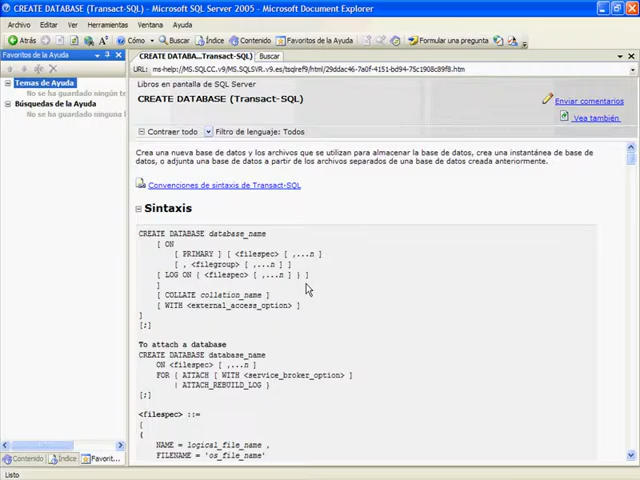 CREATE DATABASE (Transact-SQL) - Microsoft SQL Server 2005 - Microsoft Document Explorer
Archivo Editar Ver Herramientas Ventana Ayuda
Atrás Cómo Buscar Índice Contenido Favoritos de la Ayuda Formular una pregunta
Favoritos de la Ayuda
CREATE DATABA...Transact-SQL) Buscar
URL: ms-help://MS.SQLCC.v9/MS.SQLSVR.v9.es/tsqlref9/html/29ddac46-7a0f-4151-bd94-75c1908c89f8.htm
Temas de Ayuda
No se ha guardado ningún t
Búsquedas de la Ayuda
No se ha guardado ninguna l
Libros en pantalla de SQL Server
CREATE DATABASE (Transact-SQL)
Enviar comentarios
Vea también
Contraer todo Filtro de lenguaje: Todos
Crea una nueva base de datos y los archivos que se utilizan para almacenar la base de datos, crea una instantánea de base de
datos, o adjunta una base de datos a partir de los archivos separados de una base de datos creada anteriormente.
Convenciones de sintaxis de Transact-SQL
Sintaxis
CREATE DATABASE database_name
[ ON
[ PRIMARY ] [ <filespec> [ ,...n ]
[ , <filegroup> [ ,...n ] ]
[ LOG ON { <filespec> [ ,...n ] } ]
]
[ COLLATE collation_name ]
[ WITH <external_access_option> ]
]
[;]
To attach a database
CREATE DATABASE database_name
ON <filespec> [ ,...n ]
FOR { ATTACH [ WITH <service_broker_option> ]
| ATTACH_REBUILD_LOG }
[;]
<filespec> ::=
{
(
NAME = logical_file_name ,
FILENAME = 'os_file_name'
Contenido Índice Favorit...
Listo